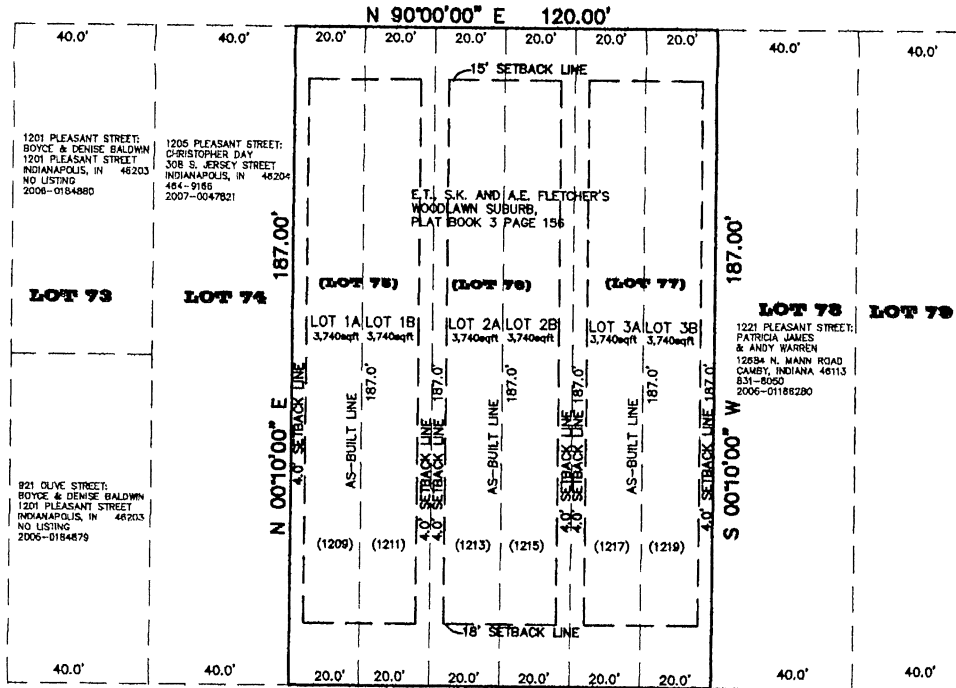 N 90°00'00" E 120.00'
40.0' 40.0' 20.0' 20.0' 20.0' 20.0' 20.0' 20.0' 40.0' 40.0'
15' SETBACK LINE
1201 PLEASANT STREET:
BOYCE & DENISE BALDWIN
1201 PLEASANT STREET
INDIANAPOLIS, IN 46203
NO LISTING
2006-0184880
1205 PLEASANT STREET:
CHRISTOPHER DAY
308 S. JERSEY STREET
INDIANAPOLIS, IN 46204
464-9166
2007-0047821
E.T., S.K. AND A.E. FLETCHER'S
WOODLAWN SUBURB,
PLAT BOOK 3 PAGE 156
187.00'
187.00'
LOT 73
LOT 74
(LOT 75)
(LOT 76)
(LOT 77)
LOT 78
LOT 79
LOT 1A LOT 1B
3,740sqft 3,740sqft
LOT 2A LOT 2B
3,740sqft 3,740sqft
LOT 3A LOT 3B
3,740sqft 3,740sqft
1221 PLEASANT STREET:
PATRICIA JAMES
& ANDY WARREN
12684 N. MANN ROAD
CAMBY, INDIANA 46113
831-6050
2006-01188280
N 00°10'00" E
4.0' SETBACK LINE
AS-BUILT LINE
187.0'
4.0' SETBACK LINE
187.0'
4.0' SETBACK LINE
AS-BUILT LINE
187.0'
4.0' SETBACK LINE
187.0'
4.0' SETBACK LINE
AS-BUILT LINE
187.0'
4.0' SETBACK LINE
187.0'
S 00°10'00" W
921 OLIVE STREET:
BOYCE & DENISE BALDWIN
1201 PLEASANT STREET
INDIANAPOLIS, IN 46203
NO LISTING
2006-0184879
(1209) (1211) (1213) (1215) (1217) (1219)
18' SETBACK LINE
40.0' 40.0' 20.0' 20.0' 20.0' 20.0' 20.0' 20.0' 40.0' 40.0'